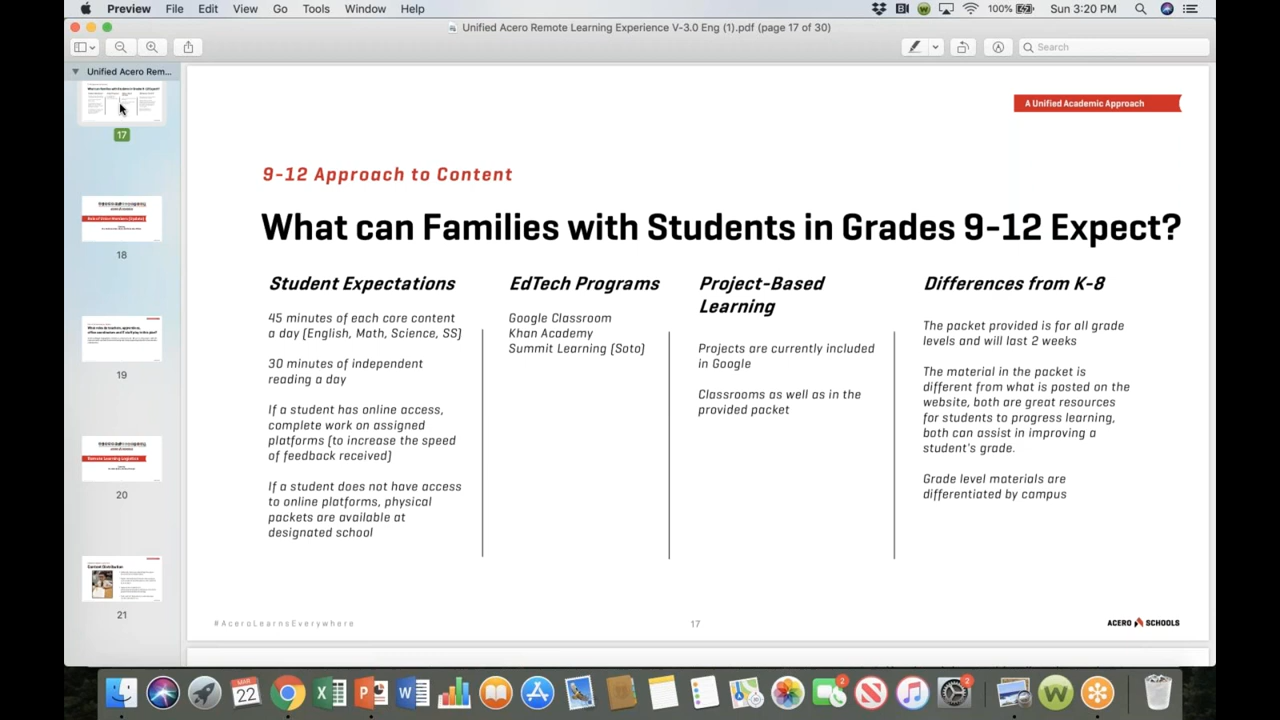 Preview File Edit View Go Tools Window Help 100% Sun 3:20 PM
Unified Acero Remote Learning Experience V-3.0 Eng (1).pdf (page 17 of 30)
Search
Unified Acero Rem...
17
18
19
20
21
A Unified Academic Approach
9-12 Approach to Content
What can Families with Students in Grades 9-12 Expect?
Student Expectations
45 minutes of each core content
a day (English, Math, Science, SS)
30 minutes of independent
reading a day
If a student has online access,
complete work on assigned
platforms (to increase the speed
of feedback received)
If a student does not have access
to online platforms, physical
packets are available at
designated school
EdTech Programs
Google Classroom
Khan Academy
Summit Learning (Soto)
Project-Based
Learning
Projects are currently included
in Google
Classrooms as well as in the
provided packet
Differences from K-8
The packet provided is for all grade
levels and will last 2 weeks
The material in the packet is
different from what is posted on the
website, both are great resources
for students to progress learning,
both can assist in improving a
student's grade.
Grade level materials are
differentiated by campus
#AceroLearnsEverywhere
17
ACERO SCHOOLS
MAR
22
2
2